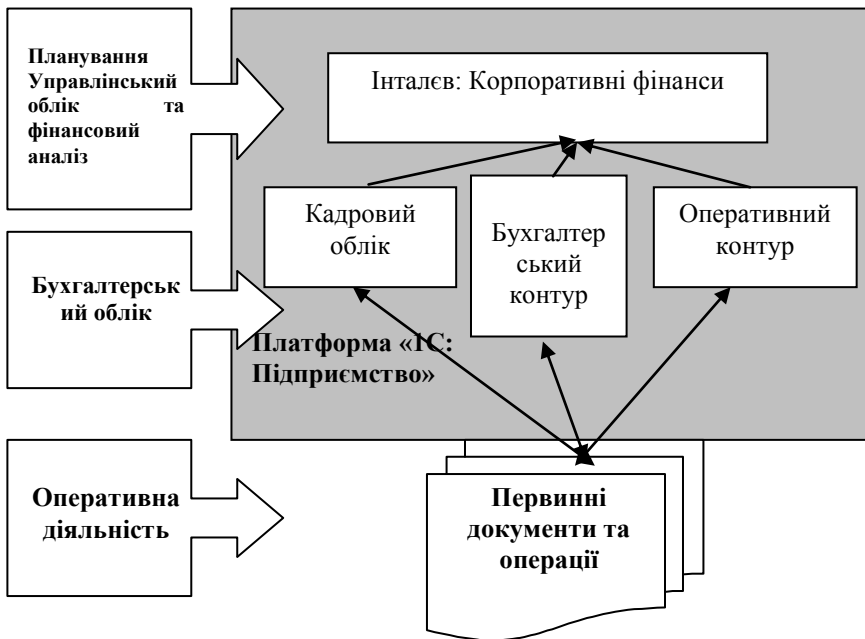 Планування
Управлінський
облік та
фінансовий
аналіз
Інталєв: Корпоративні фінанси
Кадровий
облік
Бухгалтер
ський
контур
Оперативний
контур
Бухгалтерськ
ий облік
Платформа «1С:
Підприємство»
Оперативна
діяльність
Первинні
документи та
операції